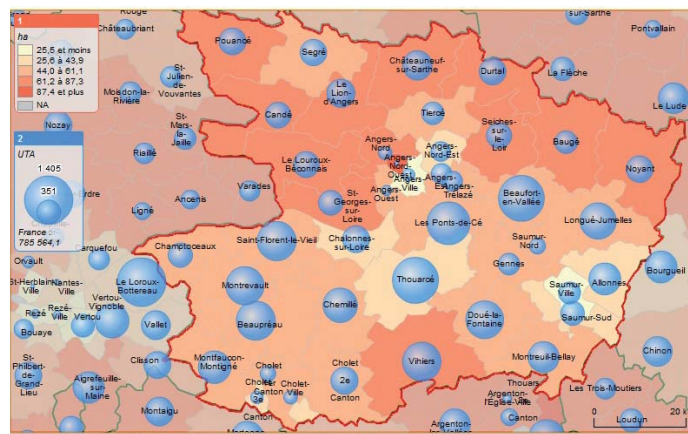 1
ha
25,5 et moins
25,6 à 43,9
44,0 à 61,1
61,2 à 87,3
87,4 et plus
NA
2
UTA
1 405
351
France :
785 564,1
Rougé
Châteaubriant
St-
Julien-
de-
Vouvantes
Moisdon-la-
Rivière
Nozay
St-
Mars-
la-
Jaille
Riaillé
Ligné
Ancenis
Varades
Pouancé
Segré
Châteauneuf-
sur-Sarthe
Durtal
sur-Sarthe
Pontvallain
La Flèche
Le Lude
Le
Lion-
d'Angers
Candé
Tiercé
Seiches-
sur-le-
Loir
Baugé
Noyant
Angers-
Nord
Angers-
Nord-
Ouest
Angers-
Nord-Est
Angers-
Ville
Angers-
Est
Angers-
Trélazé
Angers-
Ouest
Le Louroux-
Béconnais
St-
Georges-
sur-
Loire
Beaufort-
en-Vallée
Longué-Jumelles
Les Ponts-de-Cé
Saumur-
Nord
Gennes
Saint-Florent-le-Vieil
Chalonnes-
sur-Loire
Champtoceaux
Carquefou
Orvault
St-Herblain
Nantes-
Ville
Rezé
Rezé-
Ville
Bouaye
Vertou
Vertou-
Vignoble
Le Loroux-
Bottereau
Vallet
Montrevault
Beaupréau
Chemillé
Thouarcé
Doué-la-
Fontaine
Saumur-
Ville
Saumur-Sud
Allonnes
Bourgueil
Montfaucon-
Montigné
Cholet
1er
Canton
Cholet
3e
Cholet-Ville
Canton
Cholet
2e
Canton
Vihiers
Montreuil-Bellay
Chinon
Clisson
St-
Philbert-
de-
Grand-
Lieu
Aigrefeuille-
sur-
Maine
Montaigu
Thouars
Argenton-
l'Église-Ville
Canton
Argenton-
les-Vallées
Les Trois-Moutiers
Loudun
0 20 k